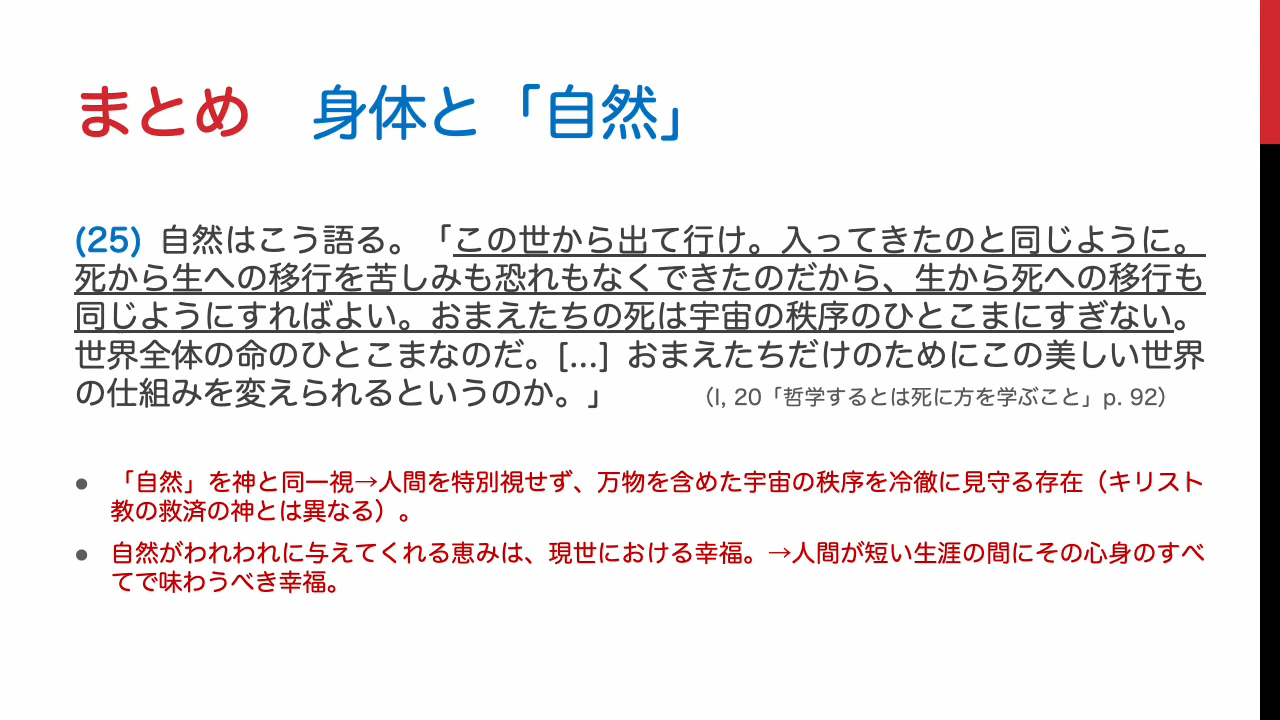 まとめ　身体と「自然」
(25) 自然はこう語る。「この世から出て行け。入ってきたのと同じように。
死から生への移行を苦しみも恐れもなくできたのだから、生から死への移行も
同じようにすればよい。おまえたちの死は宇宙の秩序のひとこまにすぎない。
世界全体の命のひとこまなのだ。[…] おまえたちだけのためにこの美しい世界
の仕組みを変えられるというのか。」　（I, 20「哲学するとは死に方を学ぶこと」p. 92）
● 「自然」を神と同一視→人間を特別視せず、万物を含めた宇宙の秩序を冷徹に見守る存在（キリスト
教の救済の神とは異なる）。
● 自然がわれわれに与えてくれる恵みは、現世における幸福。→人間が短い生涯の間にその心身のすべ
てで味わうべき幸福。